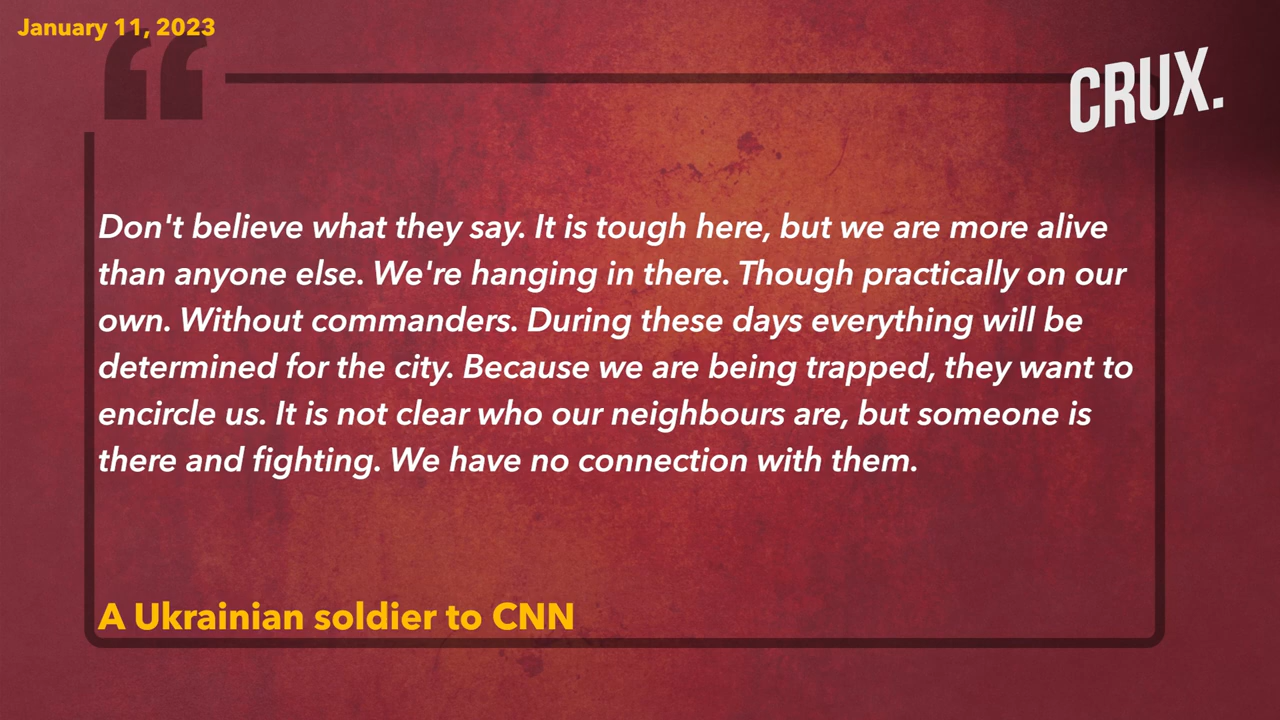 January 11, 2023
CRUX.
Don't believe what they say. It is tough here, but we are more alive
than anyone else. We're hanging in there. Though practically on our
own. Without commanders. During these days everything will be
determined for the city. Because we are being trapped, they want to
encircle us. It is not clear who our neighbours are, but someone is
there and fighting. We have no connection with them.
A Ukrainian soldier to CNN